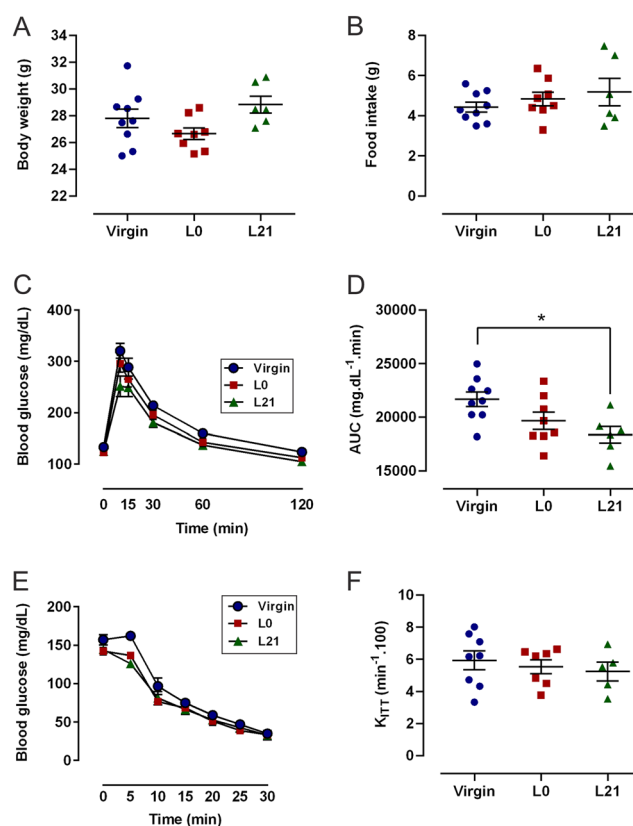 A
Body weight (g)
34
32
30
28
26
24
22
Virgin L0 L21
B
Food intake (g)
8
6
4
2
0
Virgin L0 L21
C
Blood glucose (mg/dL)
400
300
200
100
0 15 30 60 120
Time (min)
Virgin
L0
L21
D
AUC (mg.dL⁻¹.min)
30000
25000
20000
15000
*
Virgin L0 L21
E
Blood glucose (mg/dL)
200
150
100
50
0
0 5 10 15 20 25 30
Time (min)
Virgin
L0
L21
F
K_ITT (min⁻¹.100)
10
8
6
4
2
0
Virgin L0 L21